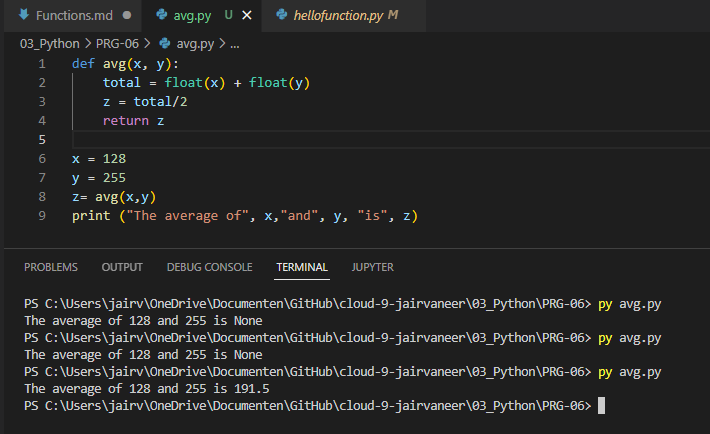 Functions.md ●
avg.py U ×
hellofunction.py M
03_Python > PRG-06 > avg.py > ...
1 def avg(x, y):
2     total = float(x) + float(y)
3     z = total/2
4     return z
5
6 x = 128
7 y = 255
8 z= avg(x,y)
9 print ("The average of", x,"and", y, "is", z)
PROBLEMS OUTPUT DEBUG CONSOLE TERMINAL JUPYTER
PS C:\Users\jairv\OneDrive\Documenten\GitHub\cloud-9-jairvaneer\03_Python\PRG-06> py avg.py
The average of 128 and 255 is None
PS C:\Users\jairv\OneDrive\Documenten\GitHub\cloud-9-jairvaneer\03_Python\PRG-06> py avg.py
The average of 128 and 255 is None
PS C:\Users\jairv\OneDrive\Documenten\GitHub\cloud-9-jairvaneer\03_Python\PRG-06> py avg.py
The average of 128 and 255 is 191.5
PS C:\Users\jairv\OneDrive\Documenten\GitHub\cloud-9-jairvaneer\03_Python\PRG-06>